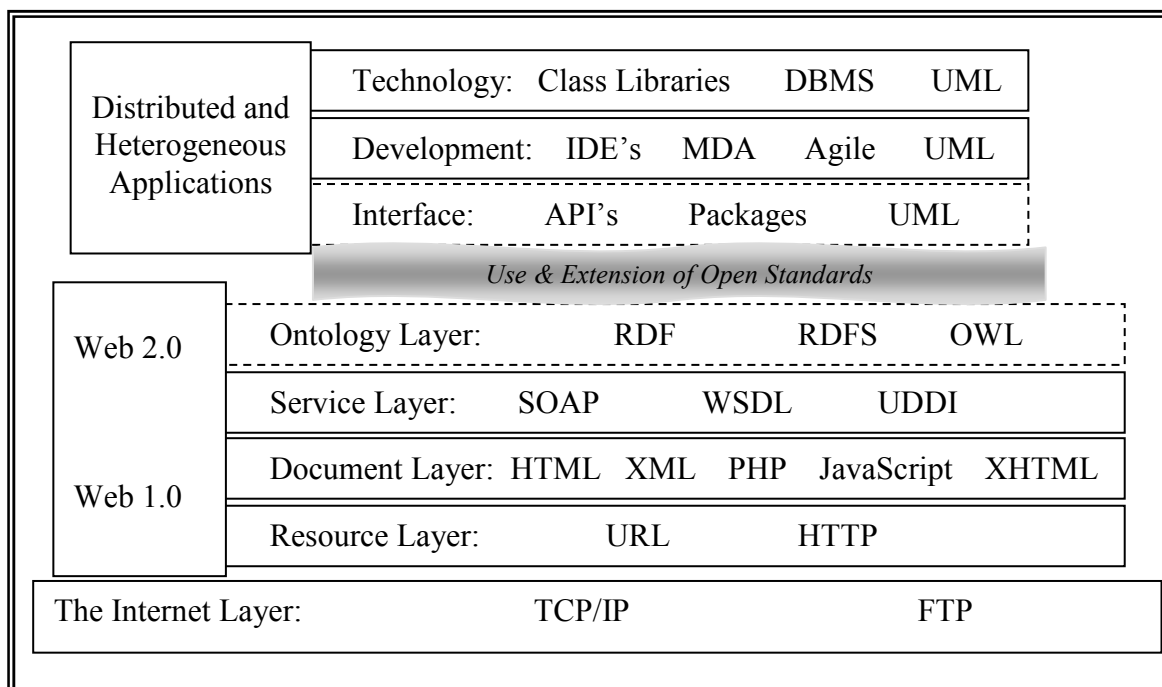 Distributed and
Heterogeneous
Applications
Technology: Class Libraries DBMS UML
Development: IDE’s MDA Agile UML
Interface: API’s Packages UML
Use & Extension of Open Standards
Web 2.0
Ontology Layer: RDF RDFS OWL
Service Layer: SOAP WSDL UDDI
Web 1.0
Document Layer: HTML XML PHP JavaScript XHTML
Resource Layer: URL HTTP
The Internet Layer: TCP/IP FTP